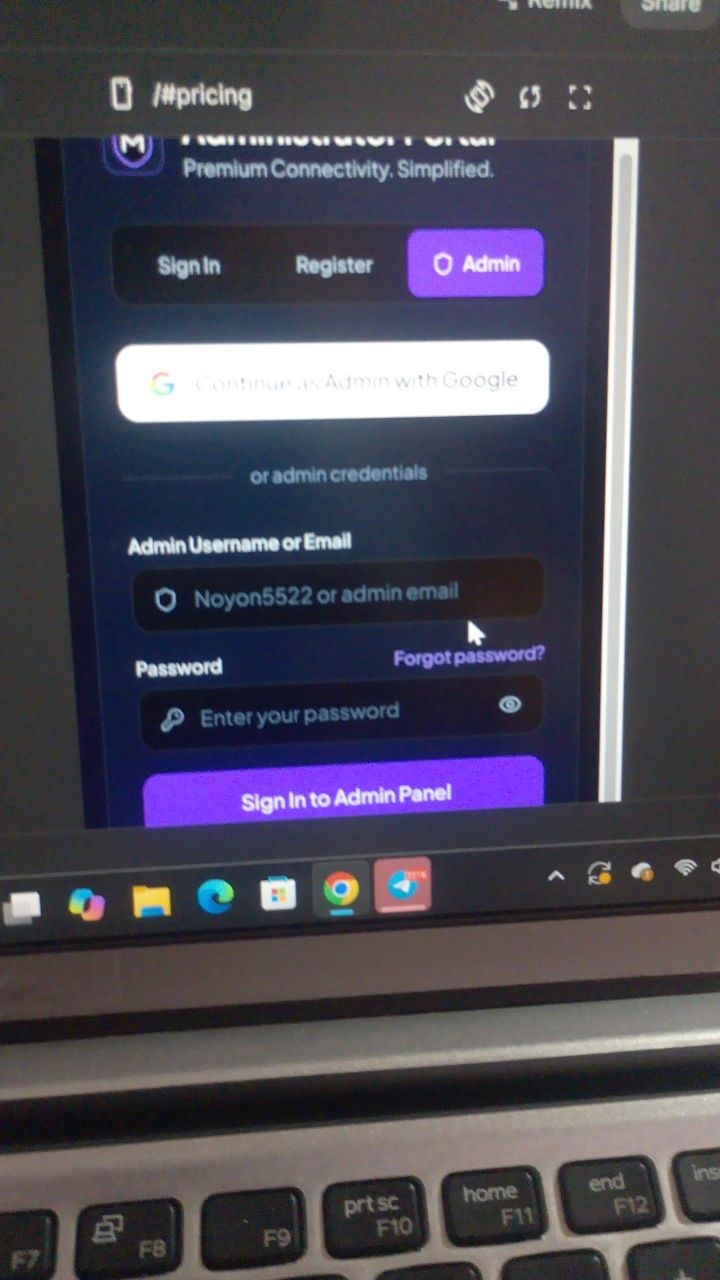 Remix
Share
/#pricing
M
Administrator Portal
Premium Connectivity. Simplified.
Sign In
Register
Admin
Continue as Admin with Google
or admin credentials
Admin Username or Email
Noyon5522 or admin email
Forgot password?
Password
Enter your password
Sign In to Admin Panel
prt sc
home
end
F7
F8
F9
F10
F11
F12